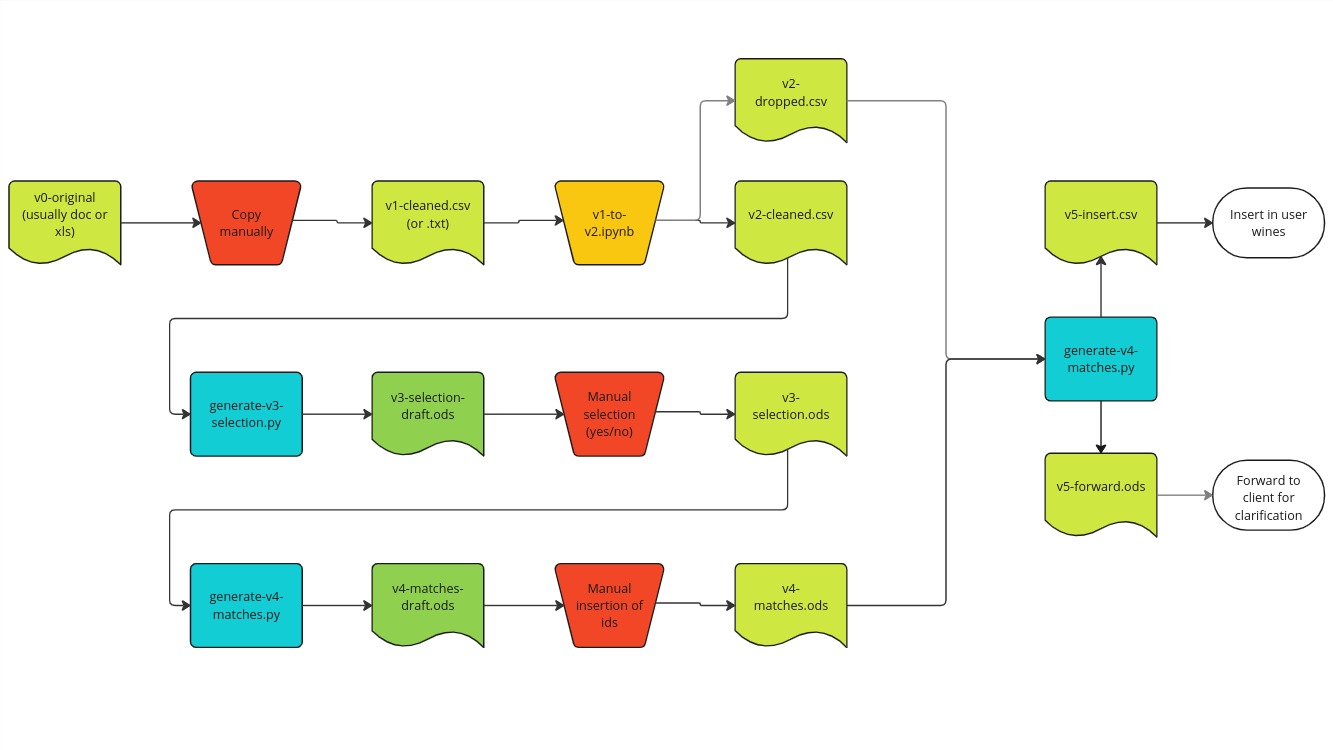 v2-
dropped.csv
v0-original
(usually doc or
xls)
Copy
manually
v1-cleaned.csv
(or .txt)
v1-to-
v2.ipynb
v2-cleaned.csv
v5-insert.csv
Insert in user
wines
generate-v4-
matches.py
generate-v3-
selection.py
v3-selection-
draft.ods
Manual
selection
(yes/no)
v3-
selection.ods
v5-forward.ods
Forward to
client for
clarification
generate-v4-
matches.py
v4-matches-
draft.ods
Manual
insertion of
ids
v4-
matches.ods